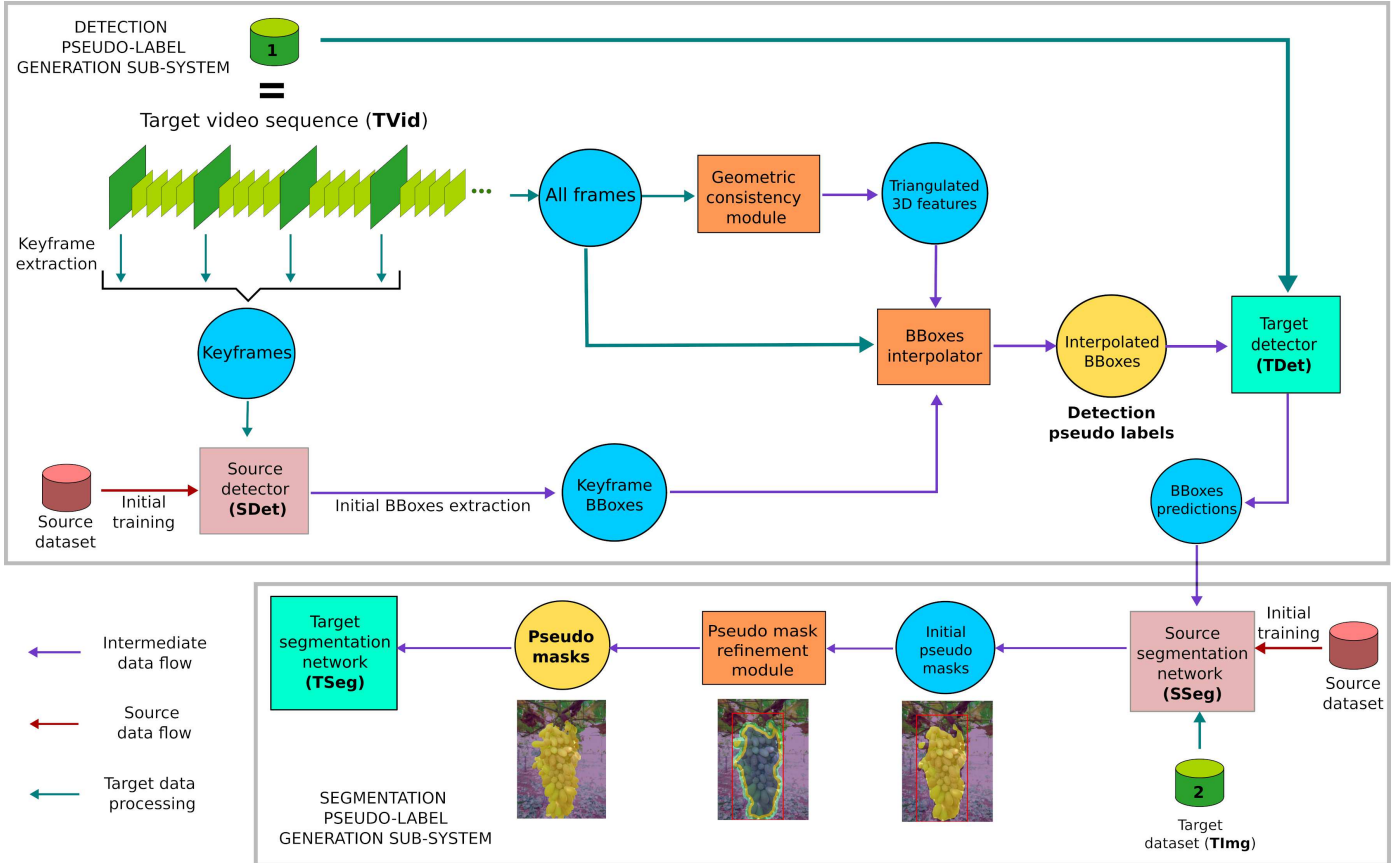 DETECTION
PSEUDO-LABEL
GENERATION SUB-SYSTEM
1
=
Target video sequence (TVid)
...
Keyframe
extraction
All frames
Geometric
consistency
module
Triangulated
3D features
Keyframes
BBoxes
interpolator
Interpolated
BBoxes
Target
detector
(TDet)
Detection
pseudo labels
Source
dataset
Initial
training
Source
detector
(SDet)
Initial BBoxes extraction
Keyframe
BBoxes
BBoxes
predictions
Intermediate
data flow
Source
data flow
Target data
processing
Target
segmentation
network
(TSeg)
Pseudo
masks
Pseudo mask
refinement
module
Initial
pseudo
masks
Source
segmentation
network
(SSeg)
Initial
training
Source
dataset
2
Target
dataset (TImg)
SEGMENTATION
PSEUDO-LABEL
GENERATION SUB-SYSTEM